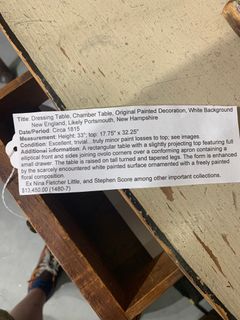 Title: Dressing Table, Chamber Table, Original Painted Decoration, White Background
New England, Likely Portsmouth, New Hampshire
Date/Period: Circa 1815
Measurement: Height: 33"; top: 17.75" x 32.25"
Condition: Excellent, trivial... truly minor paint losses to top; see images.
Additional information: A rectangular table with a slightly projecting top featuring full
elliptical front and sides joining ovolo corners over a conforming apron containing a
small drawer. The table is raised on tall turned and tapered legs. The form is enhanced
by the scarcely encountered white painted surface ornamented with a freely painted
floral composition.
Ex Nina Fletcher Little, and Stephen Score among other important collections.
$13,450.00 (1480-7)